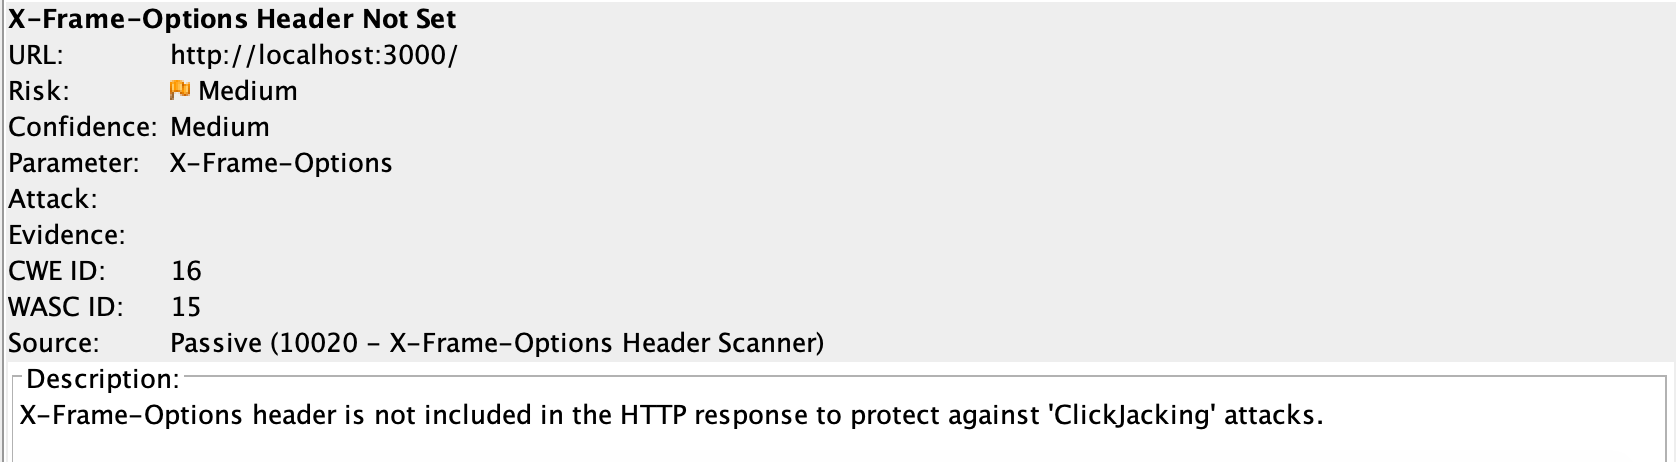 X-Frame-Options Header Not Set
URL: http://localhost:3000/
Risk: Medium
Confidence: Medium
Parameter: X-Frame-Options
Attack:
Evidence:
CWE ID: 16
WASC ID: 15
Source: Passive (10020 - X-Frame-Options Header Scanner)
Description:
X-Frame-Options header is not included in the HTTP response to protect against 'ClickJacking' attacks.